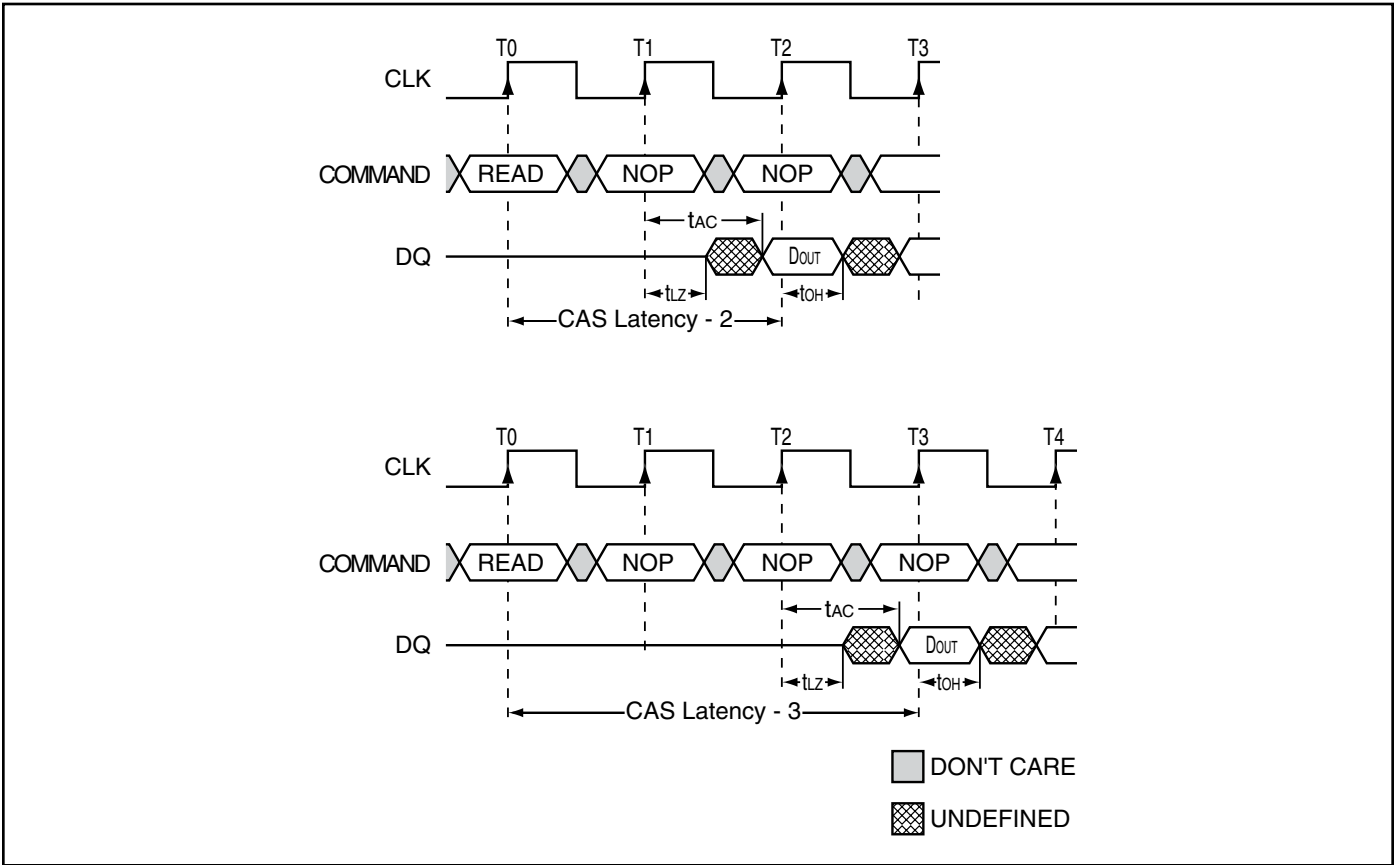 T0 T1 T2 T3
CLK
COMMAND READ NOP NOP
tAC
DQ DOUT
tLZ tOH
CAS Latency - 2
T0 T1 T2 T3 T4
CLK
COMMAND READ NOP NOP NOP
tAC
DQ DOUT
tLZ tOH
CAS Latency - 3
DON'T CARE
UNDEFINED